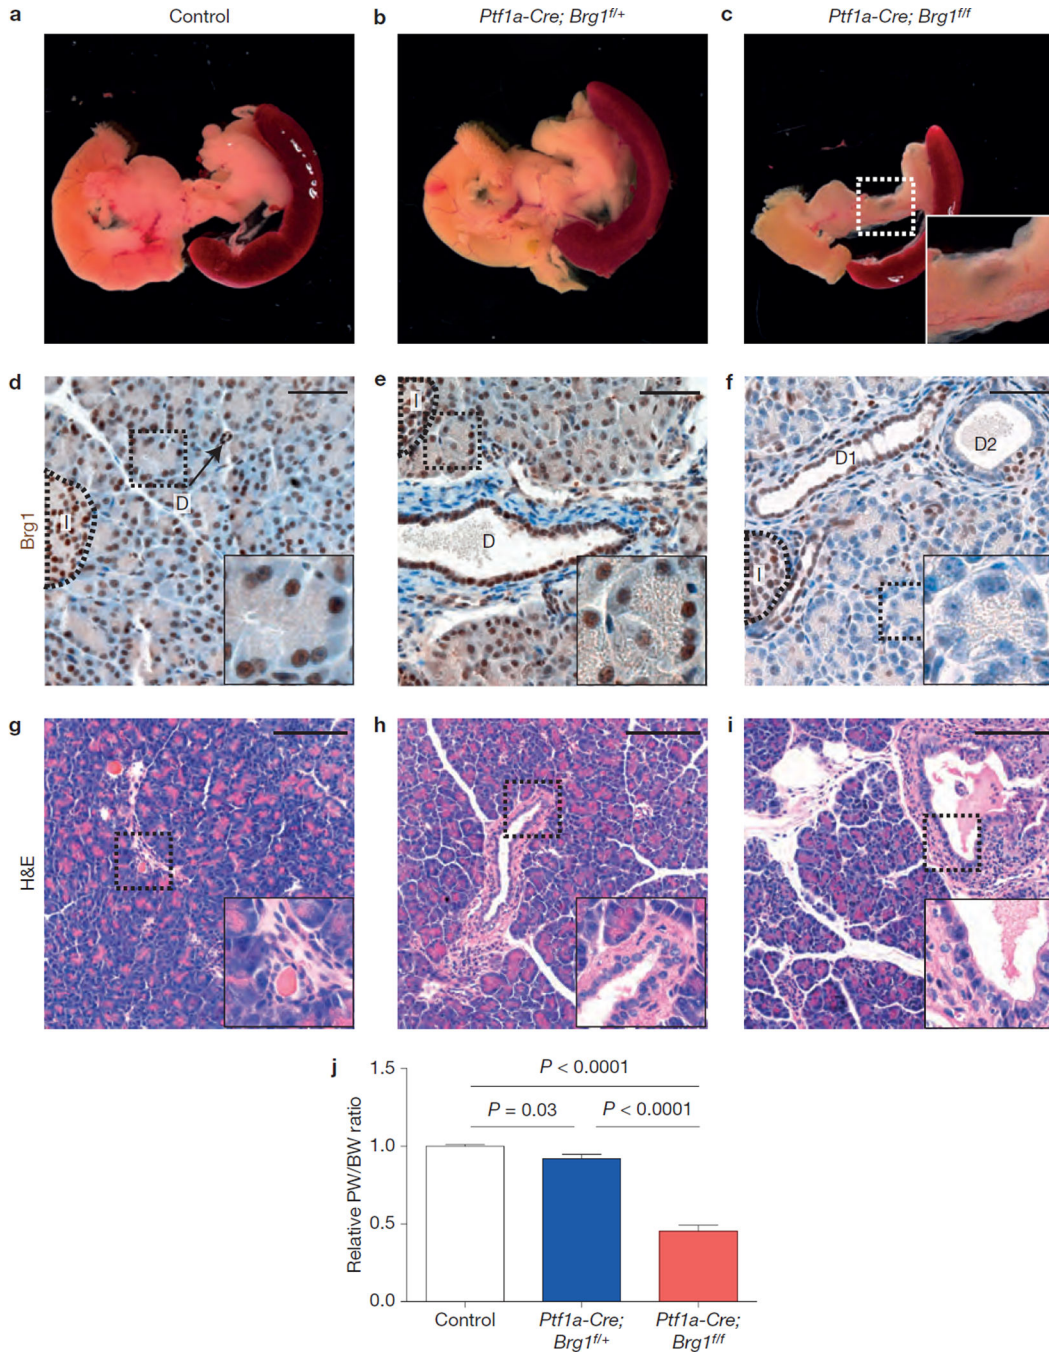 a Control
b Ptf1a-Cre; Brg1f/+
c Ptf1a-Cre; Brg1f/f
d
e
f
Brg1
I
D
I
D
D1
D2
I
g
h
i
H&E
j
P < 0.0001
P = 0.03
P < 0.0001
Relative PW/BW ratio
1.5
1.0
0.5
0.0
Control
Ptf1a-Cre;
Brg1f/+
Ptf1a-Cre;
Brg1f/f